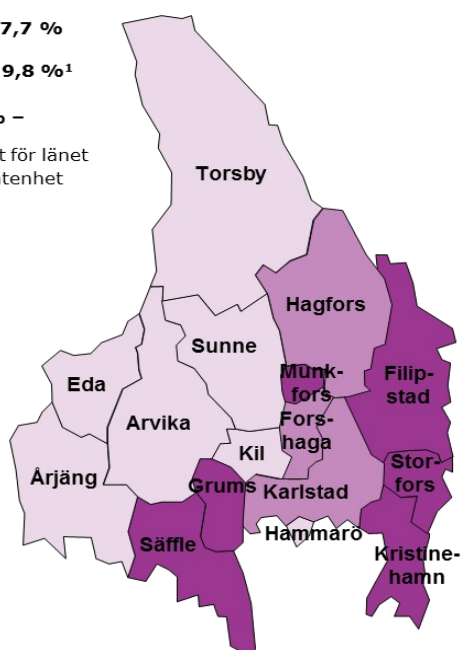 7,7 %
9,8 %¹
% –
t för länet
tenhet
Torsby
Hagfors
Sunne
Munk-
fors
Filip-
stad
Eda
Arvika
Fors-
haga
Kil
Årjäng
Grums
Karlstad
Stor-
fors
Hammarö
Säffle
Kristine-
hamn